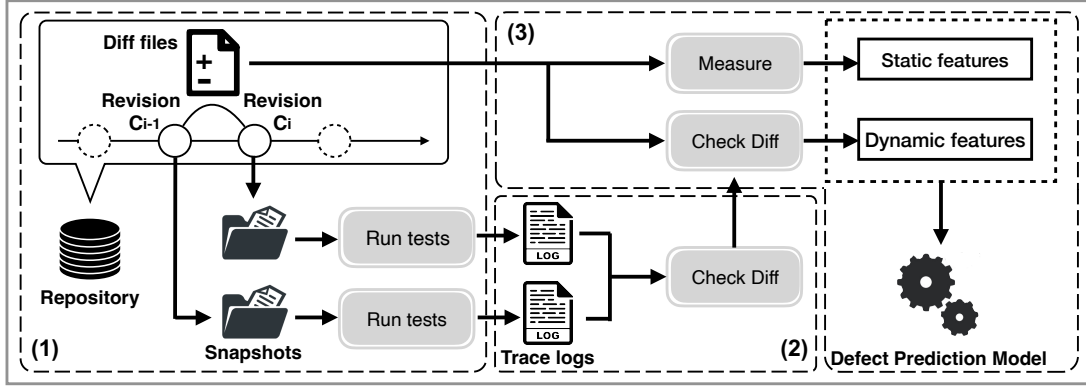 Diff files
+
-
Revision
Ci-1
Revision
Ci
Repository
Snapshots
(1)
Run tests
Run tests
LOG
LOG
Trace logs
Check Diff
(2)
(3)
Measure
Check Diff
Static features
Dynamic features
Defect Prediction Model